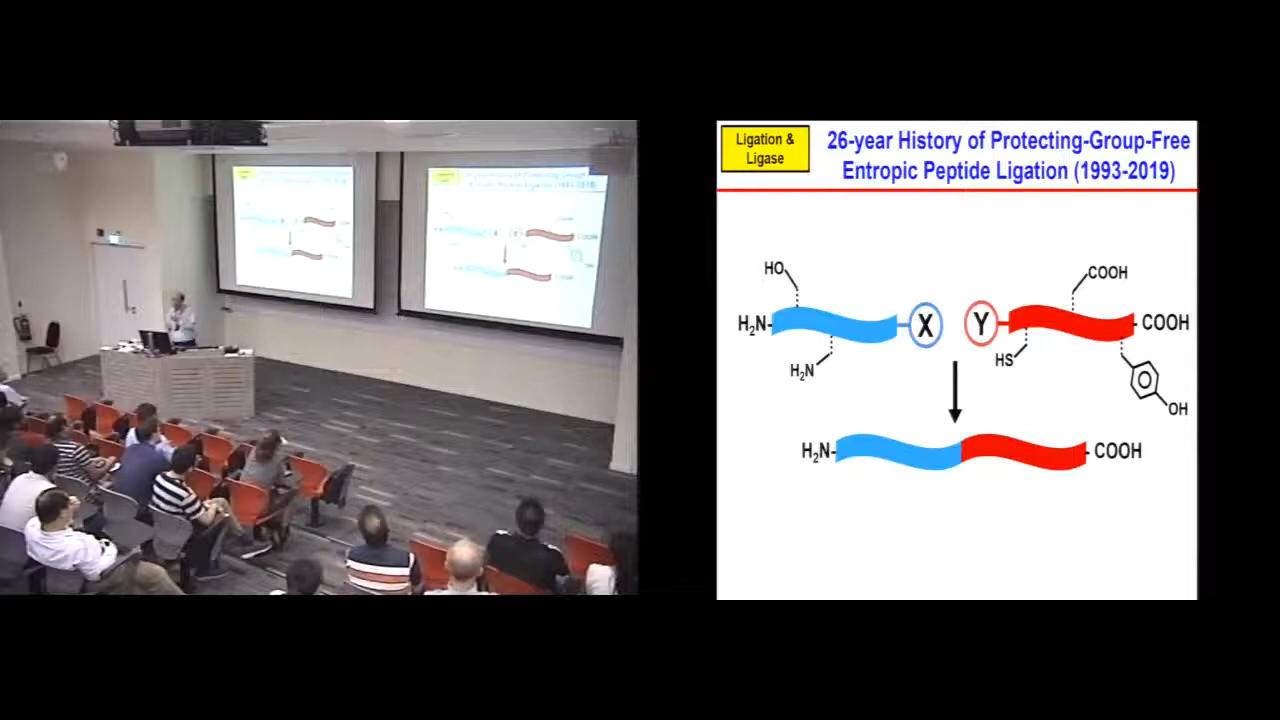 Ligation &
Ligase
26-year History of Protecting-Group-Free
Entropic Peptide Ligation (1993-2019)
HO
COOH
H₂N-
X
Y
COOH
H₂N
HS
OH
H₂N-
COOH